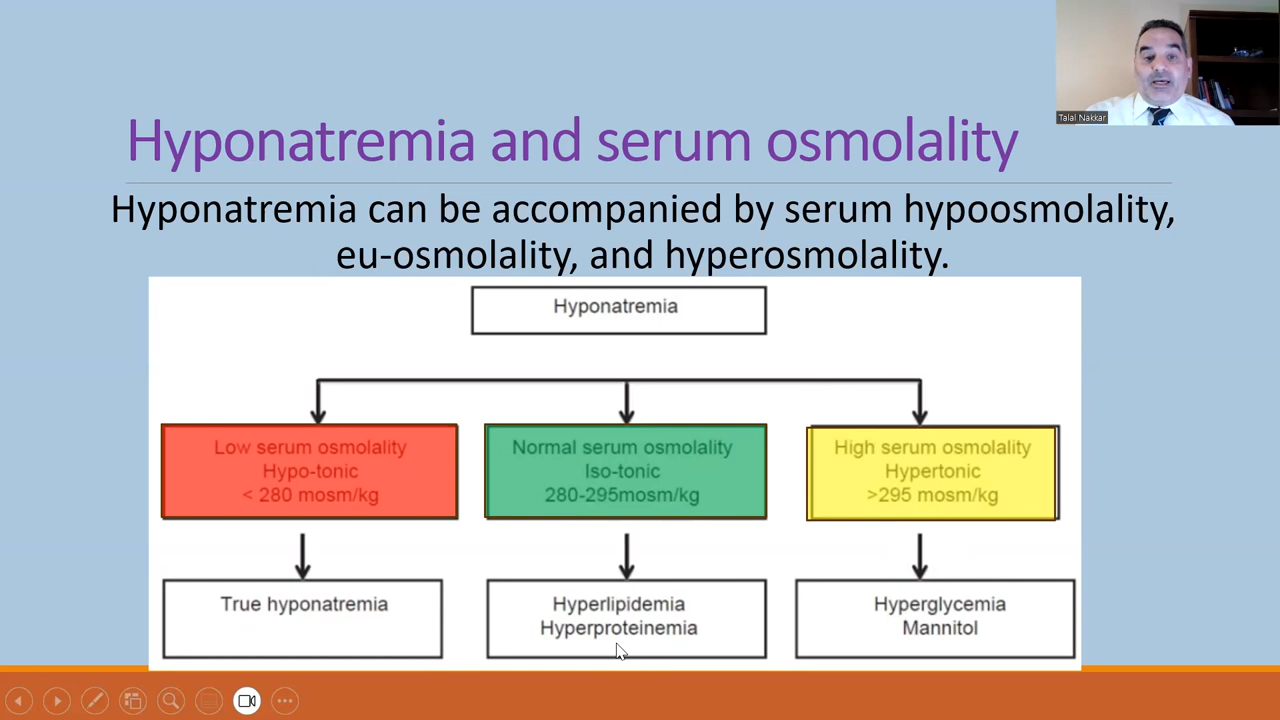 Talal Nakkar
Hyponatremia and serum osmolality
Hyponatremia can be accompanied by serum hypoosmolality,
eu-osmolality, and hyperosmolality.
Hyponatremia
Low serum osmolality
Hypo-tonic
< 280 mosm/kg
Normal serum osmolality
Iso-tonic
280-295mosm/kg
High serum osmolality
Hypertonic
>295 mosm/kg
True hyponatremia
Hyperlipidemia
Hyperproteinemia
Hyperglycemia
Mannitol